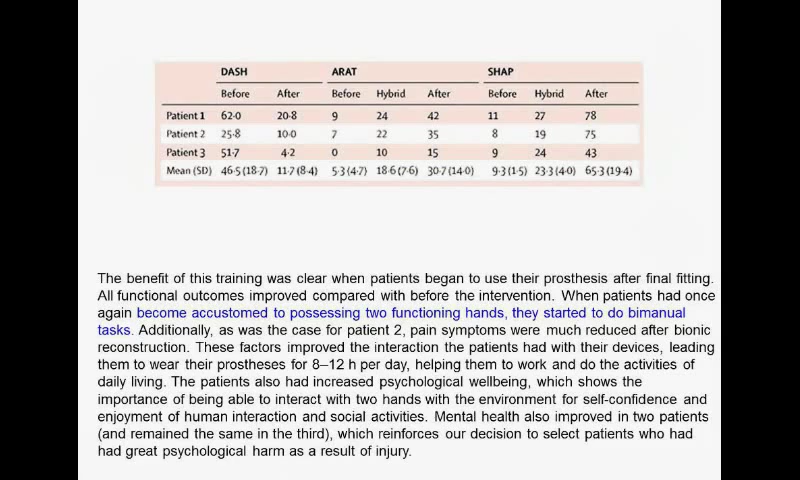 DASH ARAT SHAP
Before After Before Hybrid After Before Hybrid After
Patient 1 62·0 20·8 9 24 42 11 27 78
Patient 2 25·8 10·0 7 22 35 8 19 75
Patient 3 51·7 4·2 0 10 15 9 24 43
Mean (SD) 46·5 (18·7) 11·7 (8·4) 5·3 (4·7) 18·6 (7·6) 30·7 (14·0) 9·3 (1·5) 23·3 (4·0) 65·3 (19·4)
The benefit of this training was clear when patients began to use their prosthesis after final fitting.
All functional outcomes improved compared with before the intervention. When patients had once
again become accustomed to possessing two functioning hands, they started to do bimanual
tasks. Additionally, as was the case for patient 2, pain symptoms were much reduced after bionic
reconstruction. These factors improved the interaction the patients had with their devices, leading
them to wear their prostheses for 8–12 h per day, helping them to work and do the activities of
daily living. The patients also had increased psychological wellbeing, which shows the
importance of being able to interact with two hands with the environment for self-confidence and
enjoyment of human interaction and social activities. Mental health also improved in two patients
(and remained the same in the third), which reinforces our decision to select patients who had
had great psychological harm as a result of injury.